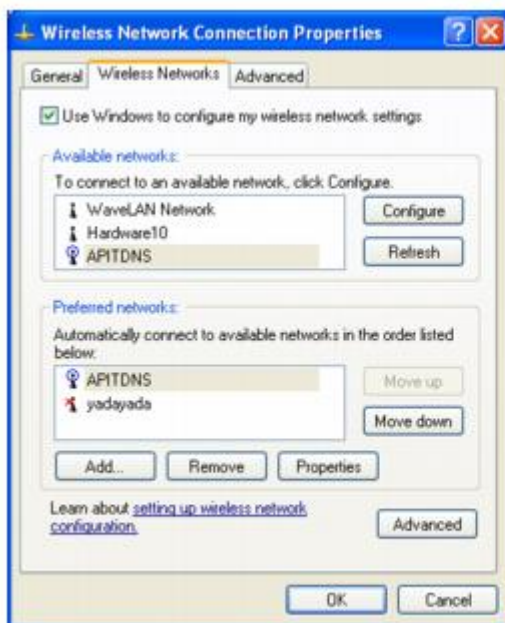 Wireless Network Connection Properties
General Wireless Networks Advanced
Use Windows to configure my wireless network settings
Available networks:
To connect to an available network, click Configure.
WaveLAN Network
Configure
Hardware10
APITDNS
Refresh
Preferred networks:
Automatically connect to available networks in the order listed
below:
APITDNS
Move up
yadayada
Move down
Add... Remove Properties
Learn about setting up wireless network
configuration.
Advanced
OK Cancel